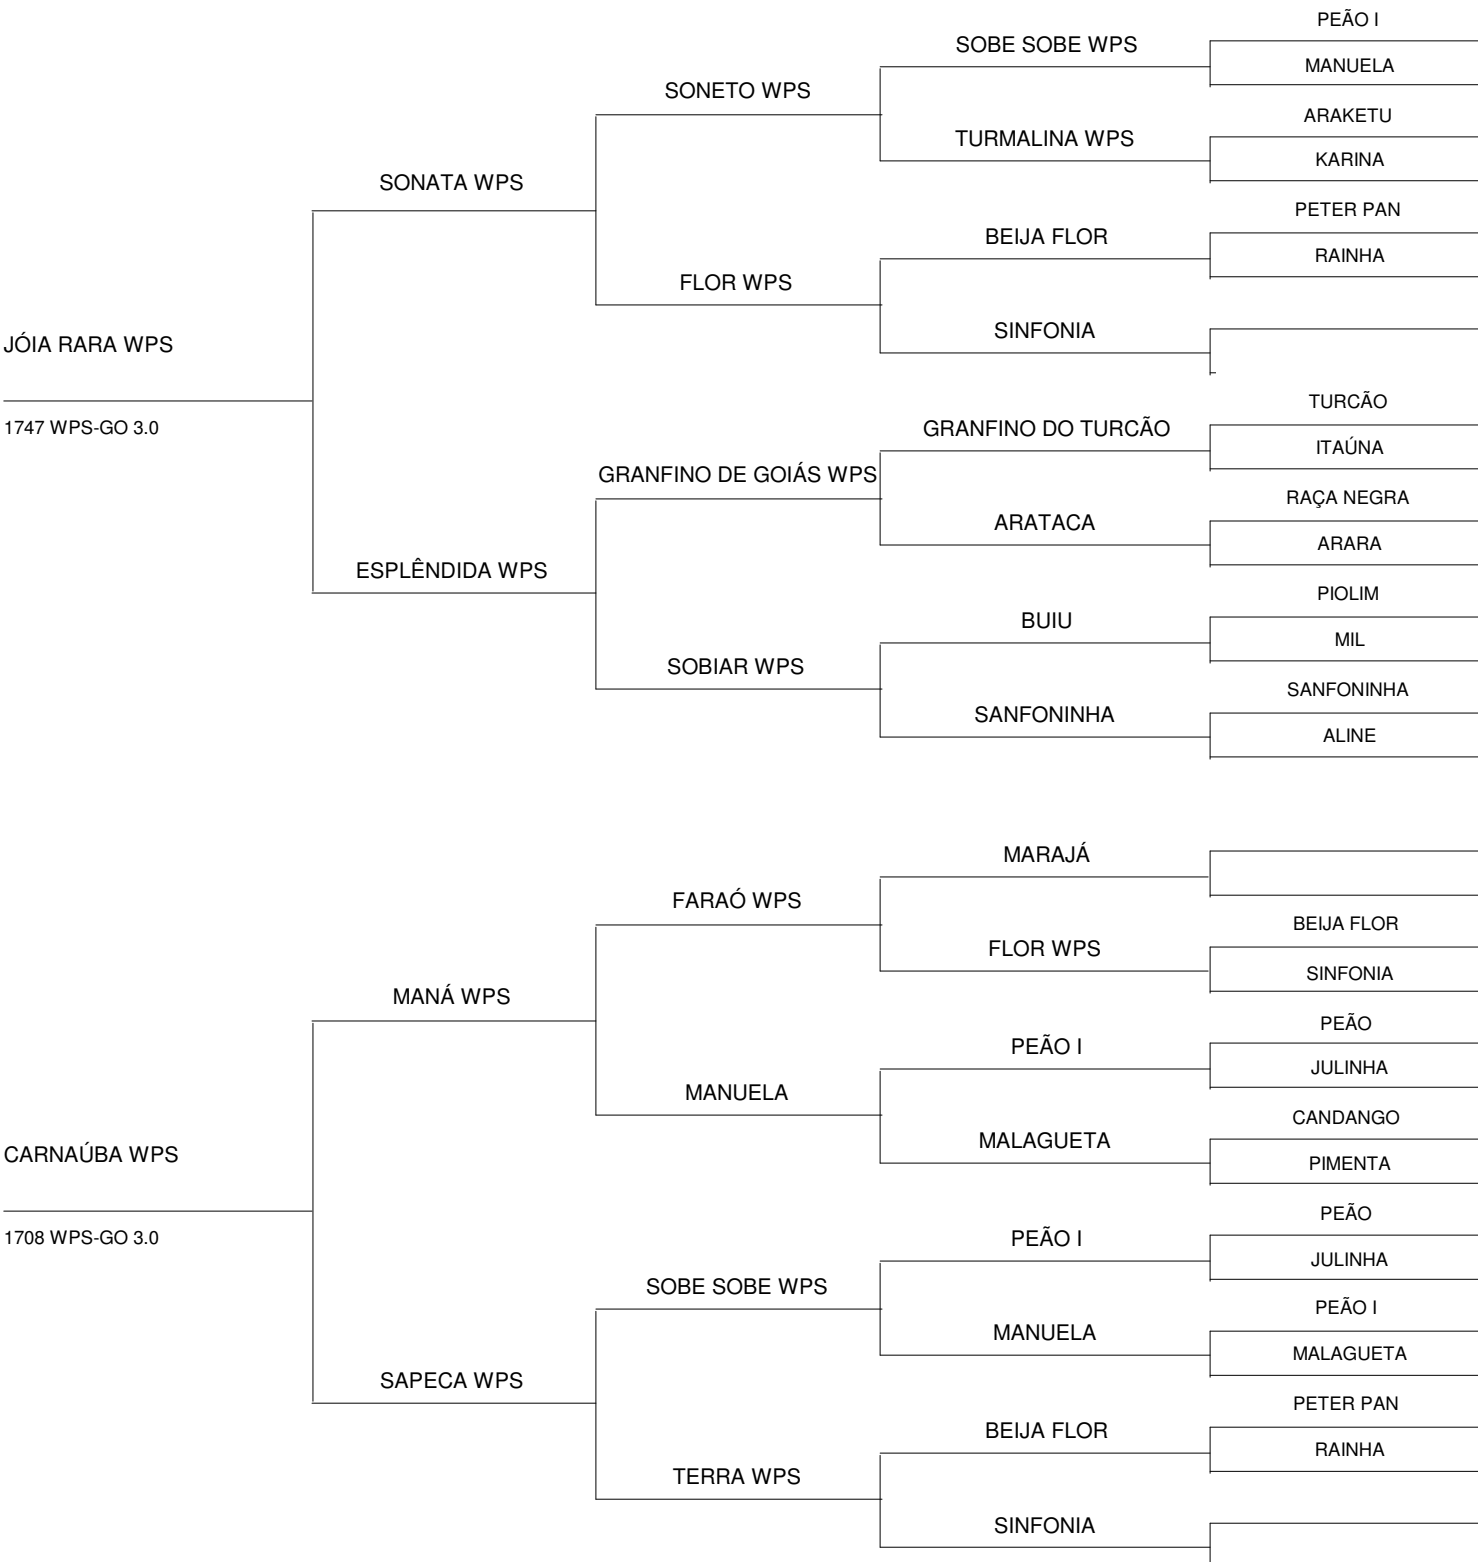 PEÃO I
SOBE SOBE WPS
MANUELA
SONETO WPS
ARAKETU
TURMALINA WPS
KARINA
SONATA WPS
PETER PAN
BEIJA FLOR
RAINHA
FLOR WPS
SINFONIA
JÓIA RARA WPS
TURCÃO
1747 WPS-GO 3.0
GRANFINO DO TURCÃO
ITAÚNA
GRANFINO DE GOIÁS WPS
RAÇA NEGRA
ARATACA
ARARA
ESPLÊNDIDA WPS
PIOLIM
BUIU
MIL
SOBIAR WPS
SANFONINHA
SANFONINHA
ALINE
MARAJÁ
FARAÓ WPS
BEIJA FLOR
FLOR WPS
SINFONIA
MANÁ WPS
PEÃO
PEÃO I
JULINHA
MANUELA
CANDANGO
MALAGUETA
PIMENTA
CARNAÚBA WPS
PEÃO
1708 WPS-GO 3.0
PEÃO I
JULINHA
SOBE SOBE WPS
PEÃO I
MANUELA
MALAGUETA
SAPECA WPS
PETER PAN
BEIJA FLOR
RAINHA
TERRA WPS
SINFONIA